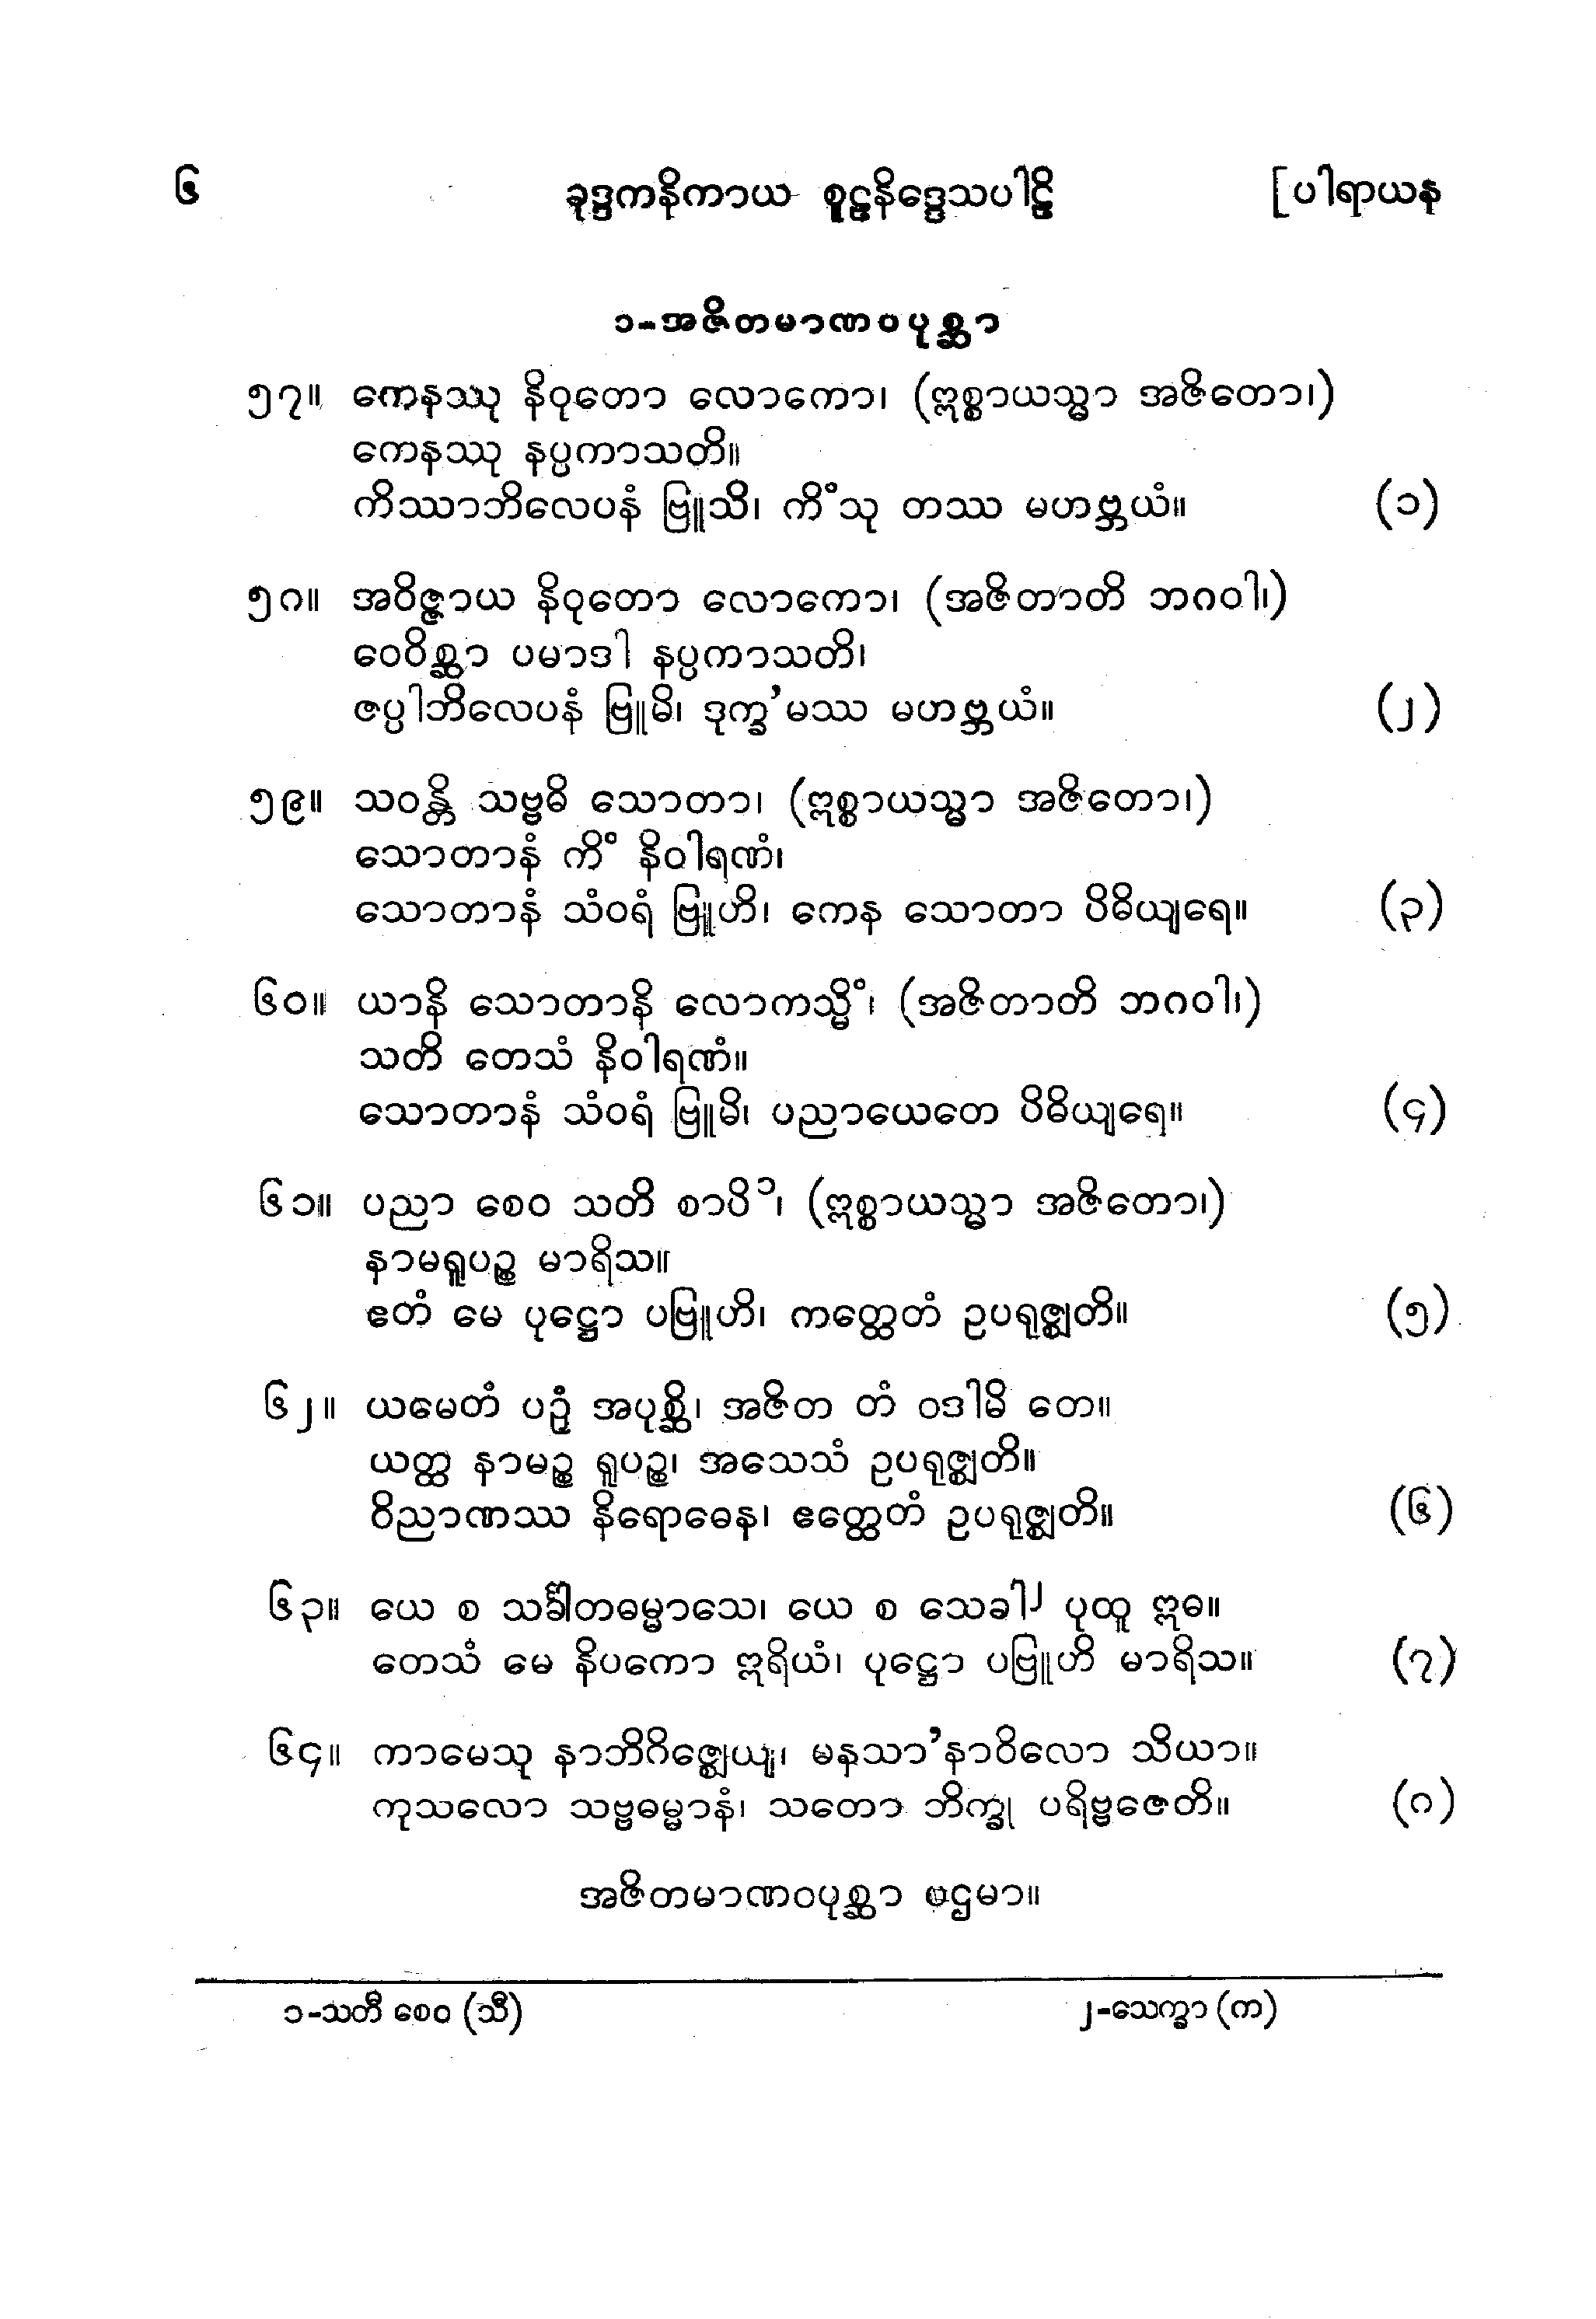 ၆ ခုဒ္ဒကနိကာယ စူဠနိဒ္ဒေသပါဠိ [ပါရာယန
၁-အဇိတမာဏဝပုစ္ဆာ
၅၇။ ကေနဿု နိဝုတော လောကော၊ (ဣစ္စာယသ္မာ အဇိတော၊)
ကေနဿု နပ္ပကာသတိ။
ကိဿာဘိလေပနံ ဗြူသိ၊ ကိံသု တဿ မဟဗ္ဘယံ။ (၁)
၅၈။ အဝိဇ္ဇာယ နိဝုတော လောကော၊ (အဇိတာတိ ဘဂဝါ၊)
ဝေဝိစ္ဆာ ပမာဒါ နပ္ပကာသတိ၊
ဇပ္ပါဘိလေပနံ ဗြူမိ၊ ဒုက္ခ’မဿ မဟဗ္ဘယံ။ (၂)
၅၉။ သဝန္တိ သဗ္ဗဓိ သောတာ၊ (ဣစ္စာယသ္မာ အဇိတော၊)
သောတာနံ ကိံ နိဝါရဏံ၊
သောတာနံ သံဝရံ ဗြူဟိ၊ ကေန သောတာ ပိဓိယျရေ။ (၃)
၆၀။ ယာနိ သောတာနိ လောကသ္မိံ၊ (အဇိတာတိ ဘဂဝါ၊)
သတိ တေသံ နိဝါရဏံ။
သောတာနံ သံဝရံ ဗြူမိ၊ ပညာယေတေ ပိဓိယျရေ။ (၄)
၆၁။ ပညာ စေဝ သတိ စာပိ၁၊ (ဣစ္စာယသ္မာ အဇိတော၊)
နာမရူပဉ္စ မာရိသ။
ဧတံ မေ ပုဋ္ဌော ပဗြူဟိ၊ ကတ္ထေတံ ဥပရုဇ္ဈတိ။ (၅)
၆၂။ ယမေတံ ပဉှံ အပုစ္ဆိ၊ အဇိတ တံ ဝဒါမိ တေ။
ယတ္ထ နာမဉ္စ ရူပဉ္စ၊ အသေသံ ဥပရုဇ္ဈတိ။
ဝိညာဏဿ နိရောဓေန၊ ဧတ္ထေတံ ဥပရုဇ္ဈတိ။ (၆)
၆၃။ ယေ စ သင်္ခါတဓမ္မာသေ၊ ယေ စ သေခါ၂ ပုထူ ဣဓ။
တေသံ မေ နိပကော ဣရိယံ၊ ပုဋ္ဌော ပဗြူဟိ မာရိသ။ (၇)
၆၄။ ကာမေသု နာဘိဂိဇ္ဈေယျ၊ မနသာ’နာဝိလော သိယာ။
ကုသလော သဗ္ဗဓမ္မာနံ၊ သတော ဘိက္ခု ပရိဗ္ဗဇေတိ။ (၈)
အဇိတမာဏဝပုစ္ဆာ ပဌမာ။
၁-သတီ စေဝ (သီ) ၂-သေက္ခာ (က)